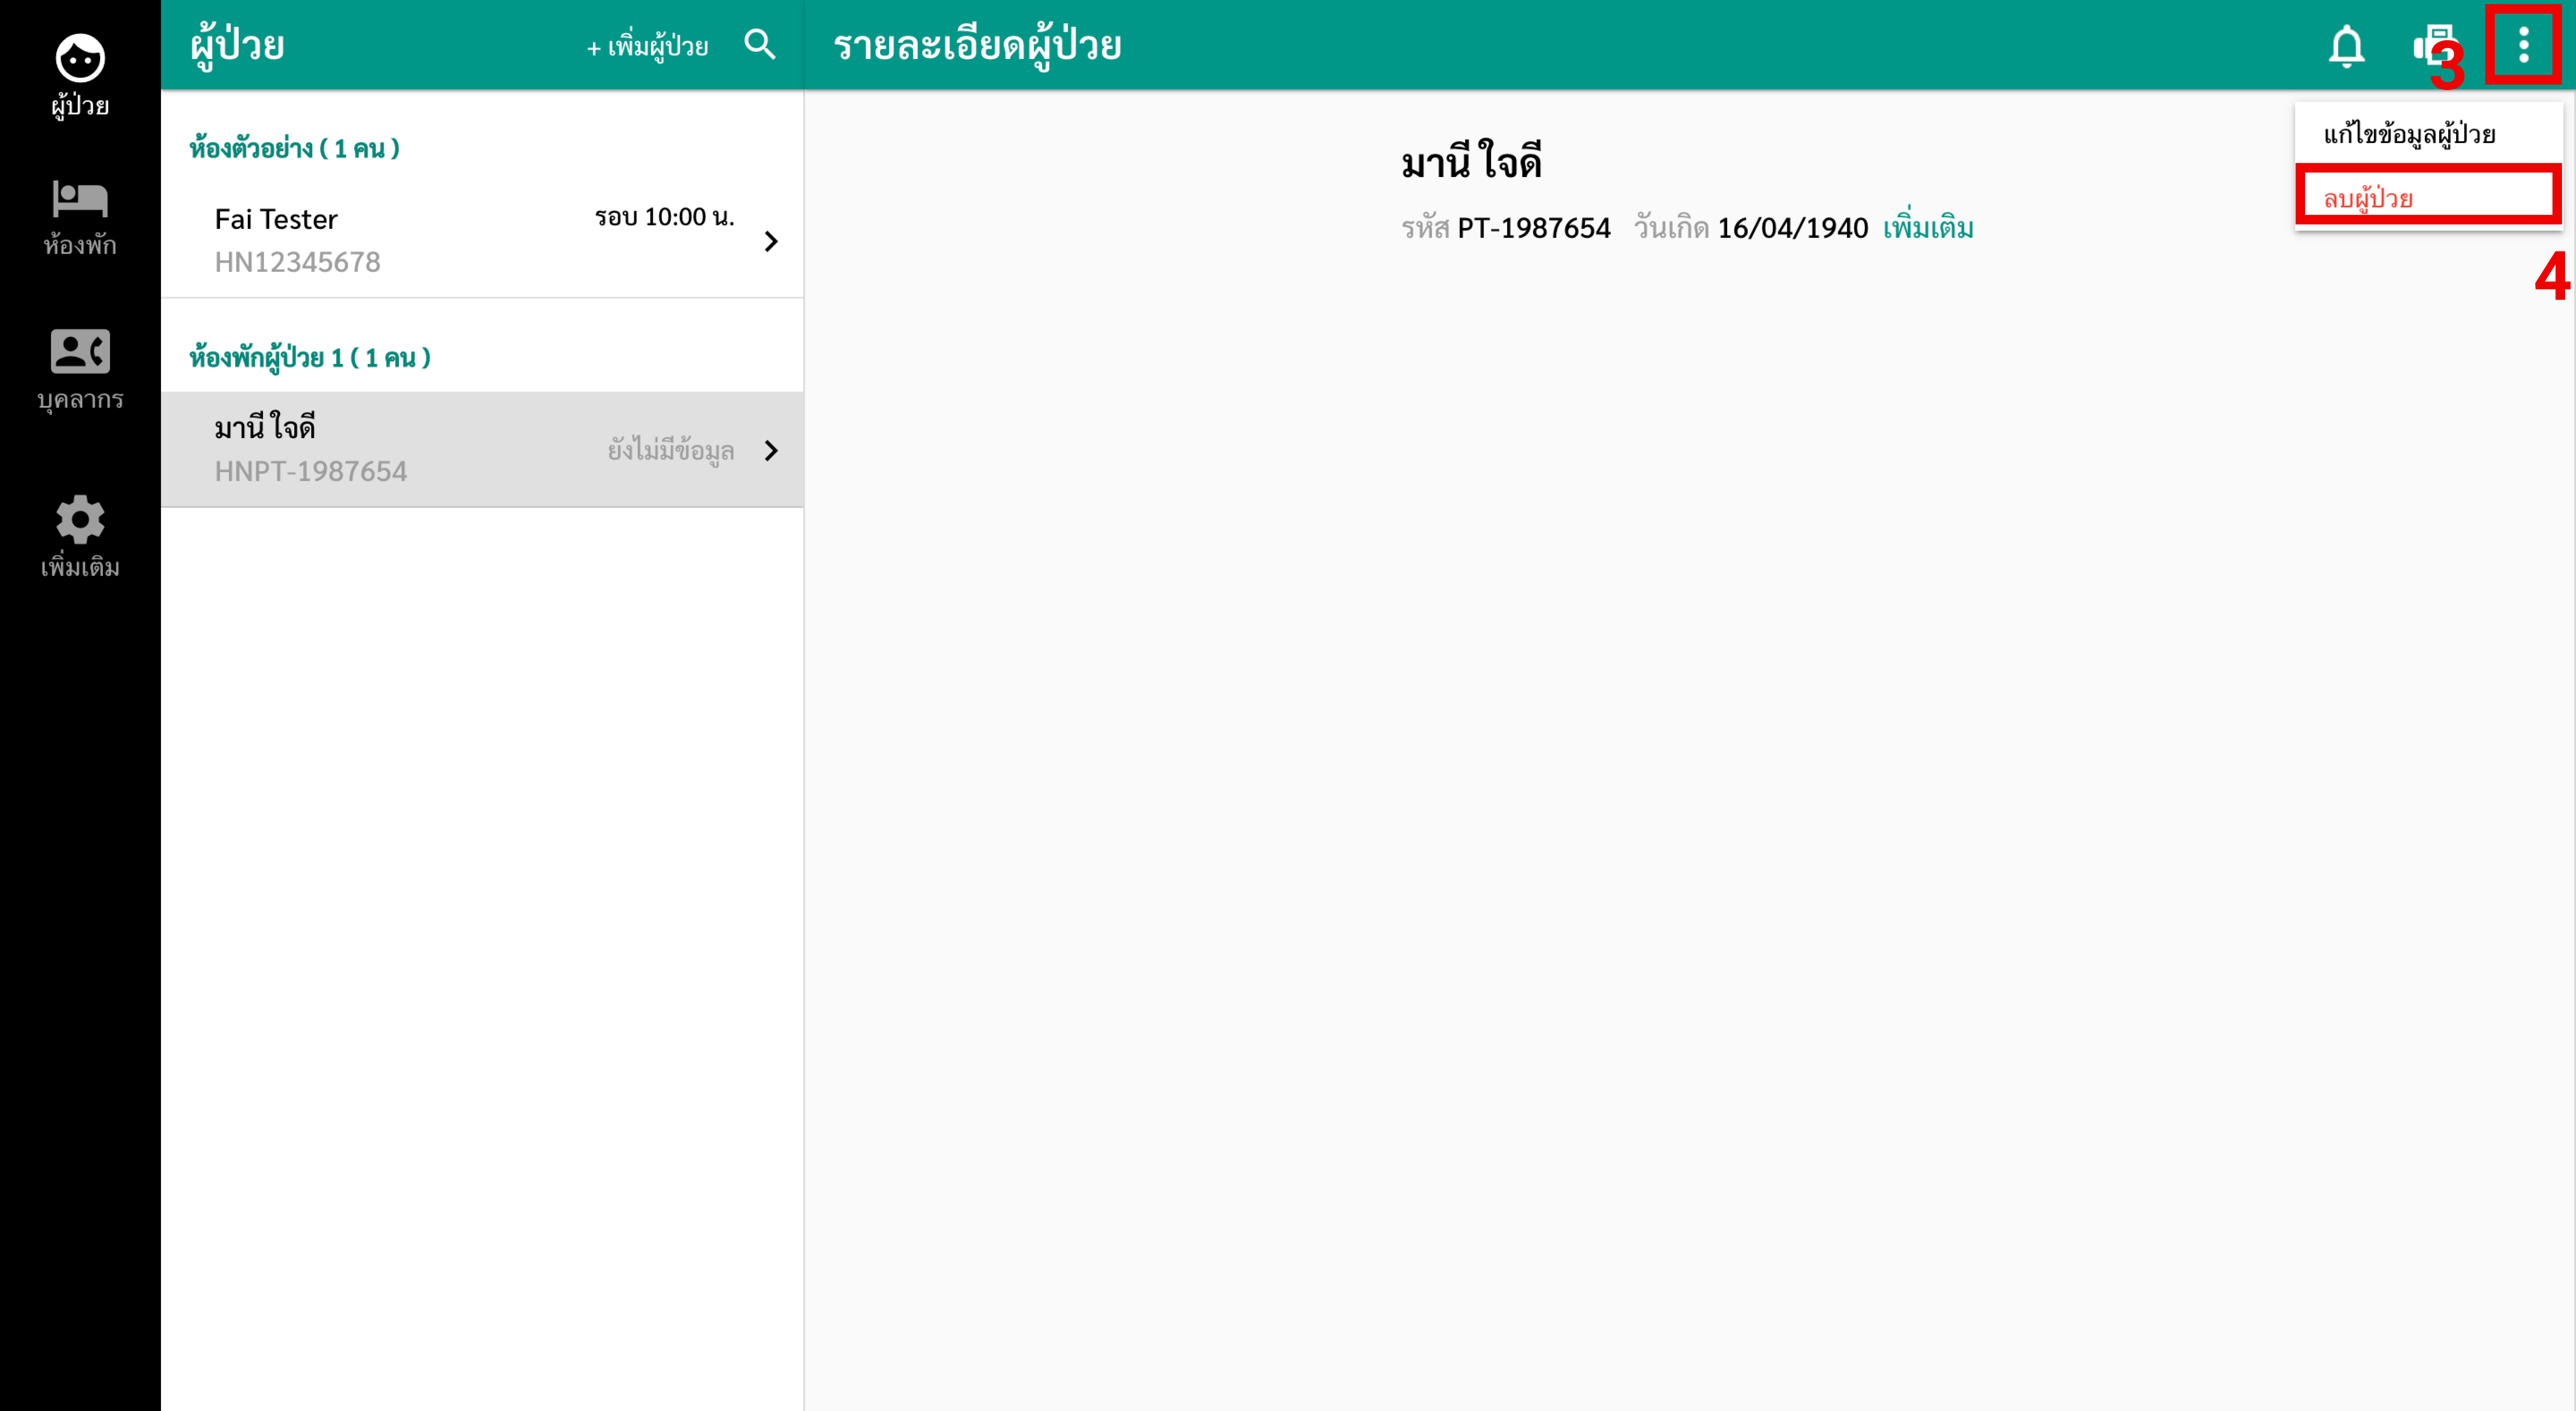 ผู้ป่วย
ห้องพัก
บุคลากร
เพิ่มเติม
ผู้ป่วย
+ เพิ่มผู้ป่วย
ห้องตัวอย่าง ( 1 คน )
Fai Tester
รอบ 10:00 น.
HN12345678
ห้องพักผู้ป่วย 1 ( 1 คน )
มานี ใจดี
ยังไม่มีข้อมูล
HNPT-1987654
รายละเอียดผู้ป่วย
3
แก้ไขข้อมูลผู้ป่วย
ลบผู้ป่วย
4
มานี ใจดี
รหัส PT-1987654 วันเกิด 16/04/1940 เพิ่มเติม